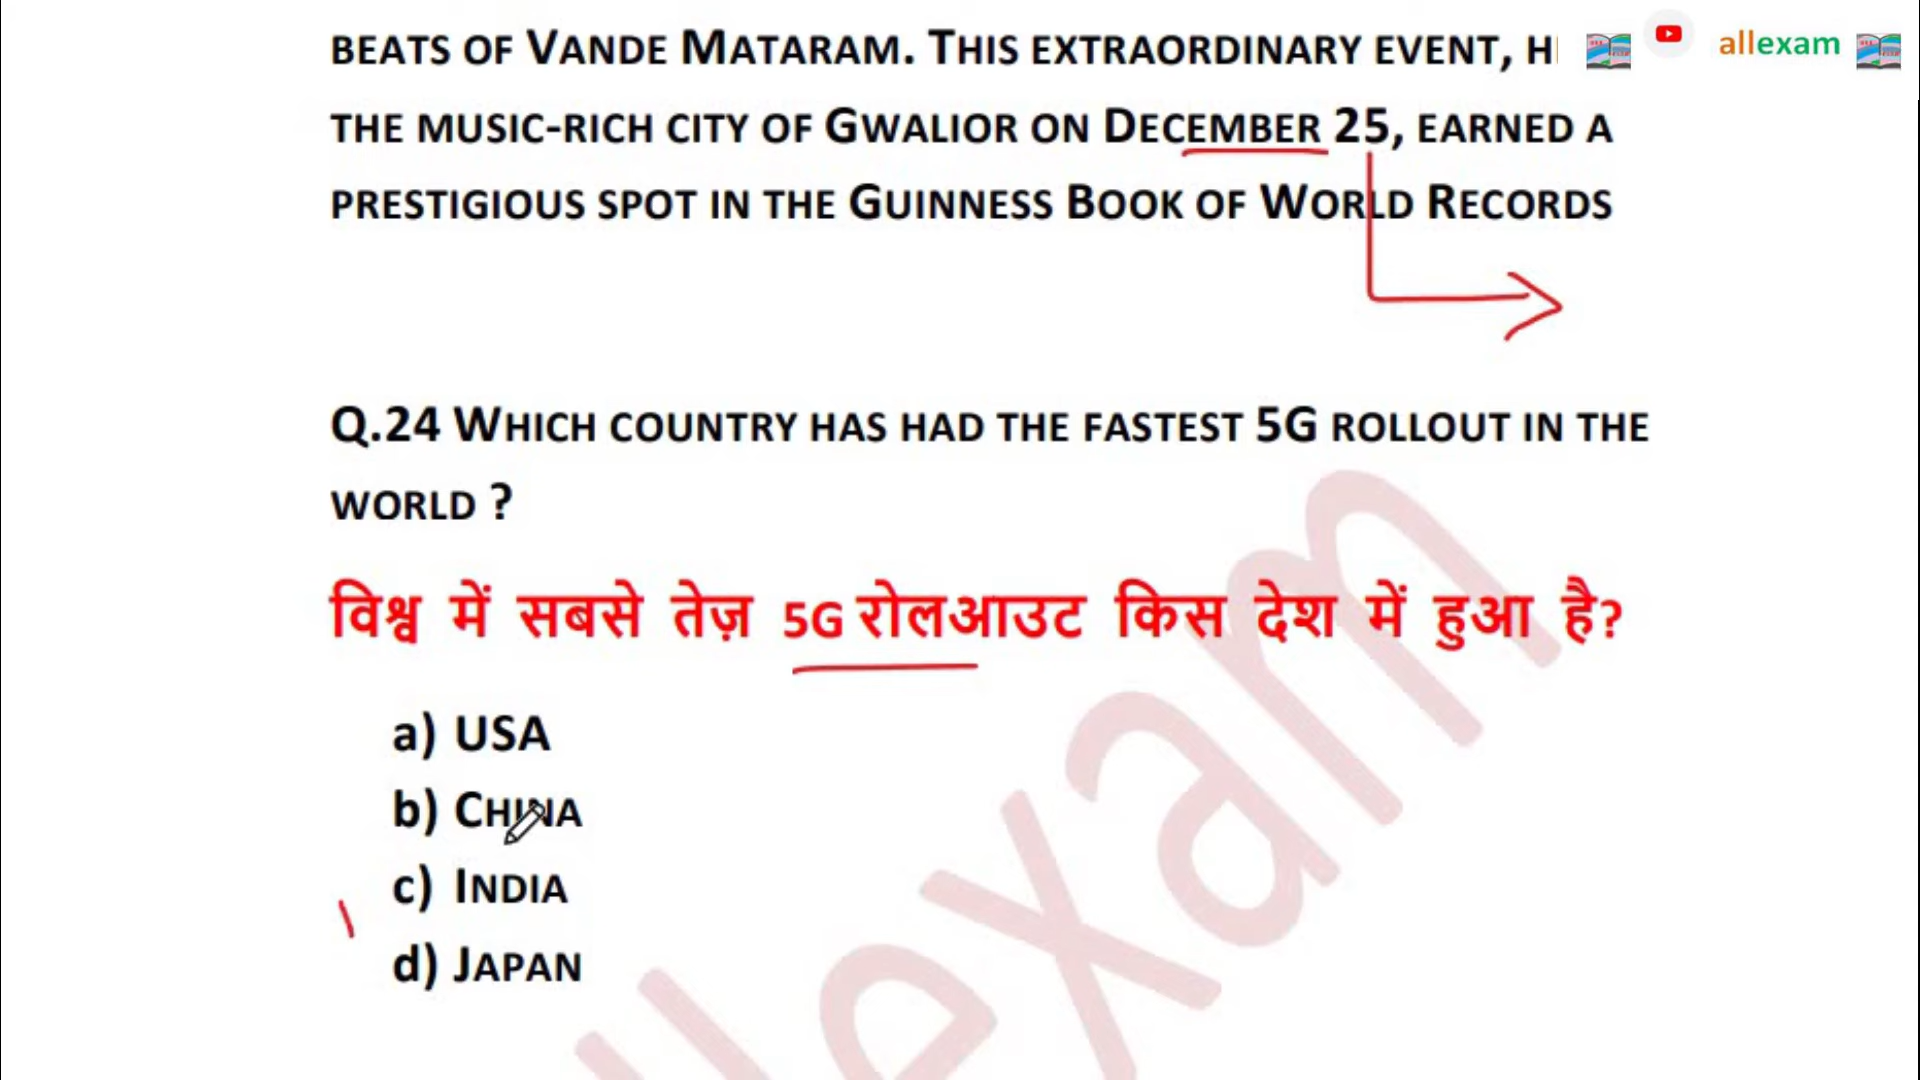 BEATS OF VANDE MATARAM. THIS EXTRAORDINARY EVENT, H
allexam
THE MUSIC-RICH CITY OF GWALIOR ON DECEMBER 25, EARNED A
PRESTIGIOUS SPOT IN THE GUINNESS BOOK OF WORLD RECORDS
Q.24 WHICH COUNTRY HAS HAD THE FASTEST 5G ROLLOUT IN THE
WORLD ?
विश्व में सबसे तेज़ 5G रोलआउट किस देश में हुआ है?
a) USA
b) CHINA
c) INDIA
d) JAPAN
llexam